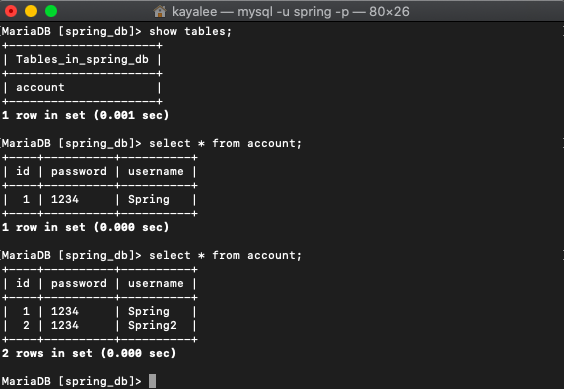 kayalee — mysql -u spring -p — 80×26
[MariaDB [spring_db]> show tables;
+---------------------+
| Tables_in_spring_db |
+---------------------+
| account             |
+---------------------+
1 row in set (0.001 sec)
[MariaDB [spring_db]> select * from account;
+----+----------+----------+
| id | password | username |
+----+----------+----------+
|  1 | 1234     | Spring   |
+----+----------+----------+
1 row in set (0.000 sec)
[MariaDB [spring_db]> select * from account;
+----+----------+----------+
| id | password | username |
+----+----------+----------+
|  1 | 1234     | Spring   |
|  2 | 1234     | Spring2  |
+----+----------+----------+
2 rows in set (0.000 sec)
MariaDB [spring_db]>